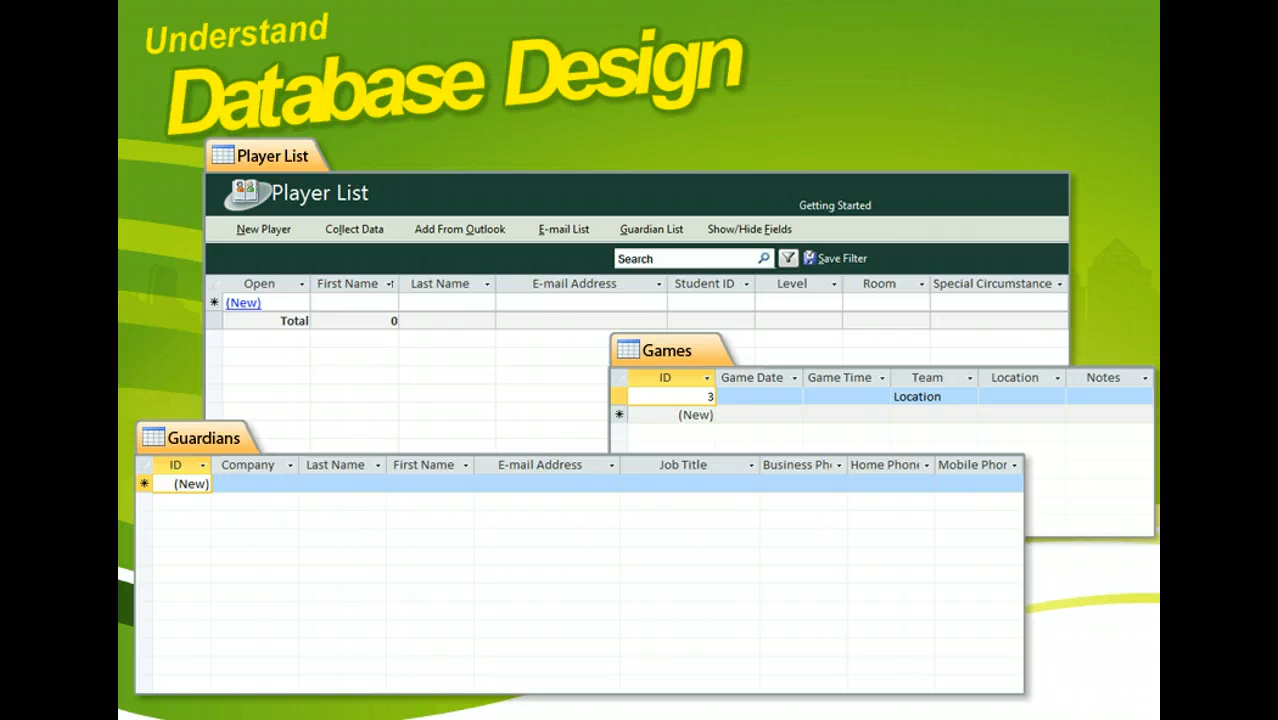 Understand
Database Design
Player List
Player List
Getting Started
New Player Collect Data Add From Outlook E-mail List Guardian List Show/Hide Fields
Search Save Filter
Open First Name Last Name E-mail Address Student ID Level Room Special Circumstance
* (New)
Total 0
Games
ID Game Date Game Time Team Location Notes
3 Location
* (New)
Guardians
ID Company Last Name First Name E-mail Address Job Title Business Ph Home Phon Mobile Phor
* (New)